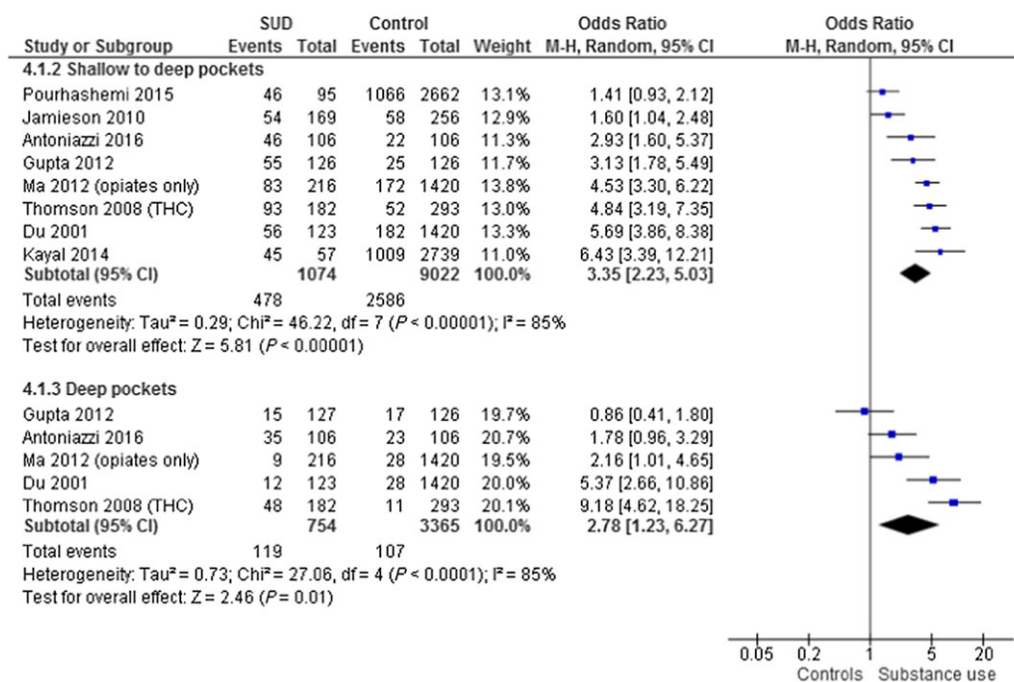 SUD Control Odds Ratio Odds Ratio
Study or Subgroup Events Total Events Total Weight M-H, Random, 95% CI M-H, Random, 95% CI
4.1.2 Shallow to deep pockets
Pourhashemi 2015 46 95 1066 2662 13.1% 1.41 [0.93, 2.12]
Jamieson 2010 54 169 58 256 12.9% 1.60 [1.04, 2.48]
Antoniazzi 2016 46 106 22 106 11.1% 2.93 [1.60, 5.37]
Gupta 2012 55 126 25 126 11.7% 3.13 [1.78, 5.49]
Ma 2012 (opiates only) 83 216 172 1420 13.8% 4.53 [3.30, 6.22]
Thomson 2008 (THC) 93 182 52 293 13.0% 4.84 [3.19, 7.35]
Du 2001 56 123 182 1420 13.3% 5.69 [3.86, 8.38]
Kayal 2014 45 57 1009 2739 11.0% 6.43 [3.39, 12.21]
Subtotal (95% CI) 1074 9022 100.0% 3.35 [2.23, 5.03]
Total events 478 2586
Heterogeneity: Tau² = 0.29; Chi² = 46.22, df = 7 (P < 0.00001); I² = 85%
Test for overall effect: Z = 5.81 (P < 0.00001)
4.1.3 Deep pockets
Gupta 2012 15 127 17 126 19.7% 0.86 [0.41, 1.80]
Antoniazzi 2016 35 106 23 106 20.7% 1.78 [0.96, 3.29]
Ma 2012 (opiates only) 9 216 28 1420 19.5% 2.16 [1.01, 4.65]
Du 2001 12 123 28 1420 20.0% 5.37 [2.66, 10.86]
Thomson 2008 (THC) 48 182 11 293 20.1% 9.18 [4.62, 18.25]
Subtotal (95% CI) 754 3365 100.0% 2.78 [1.23, 6.27]
Total events 119 107
Heterogeneity: Tau² = 0.73; Chi² = 27.06, df = 4 (P < 0.0001); I² = 85%
Test for overall effect: Z = 2.46 (P = 0.01)
0.05 0.2 1 5 20
Controls Substance use